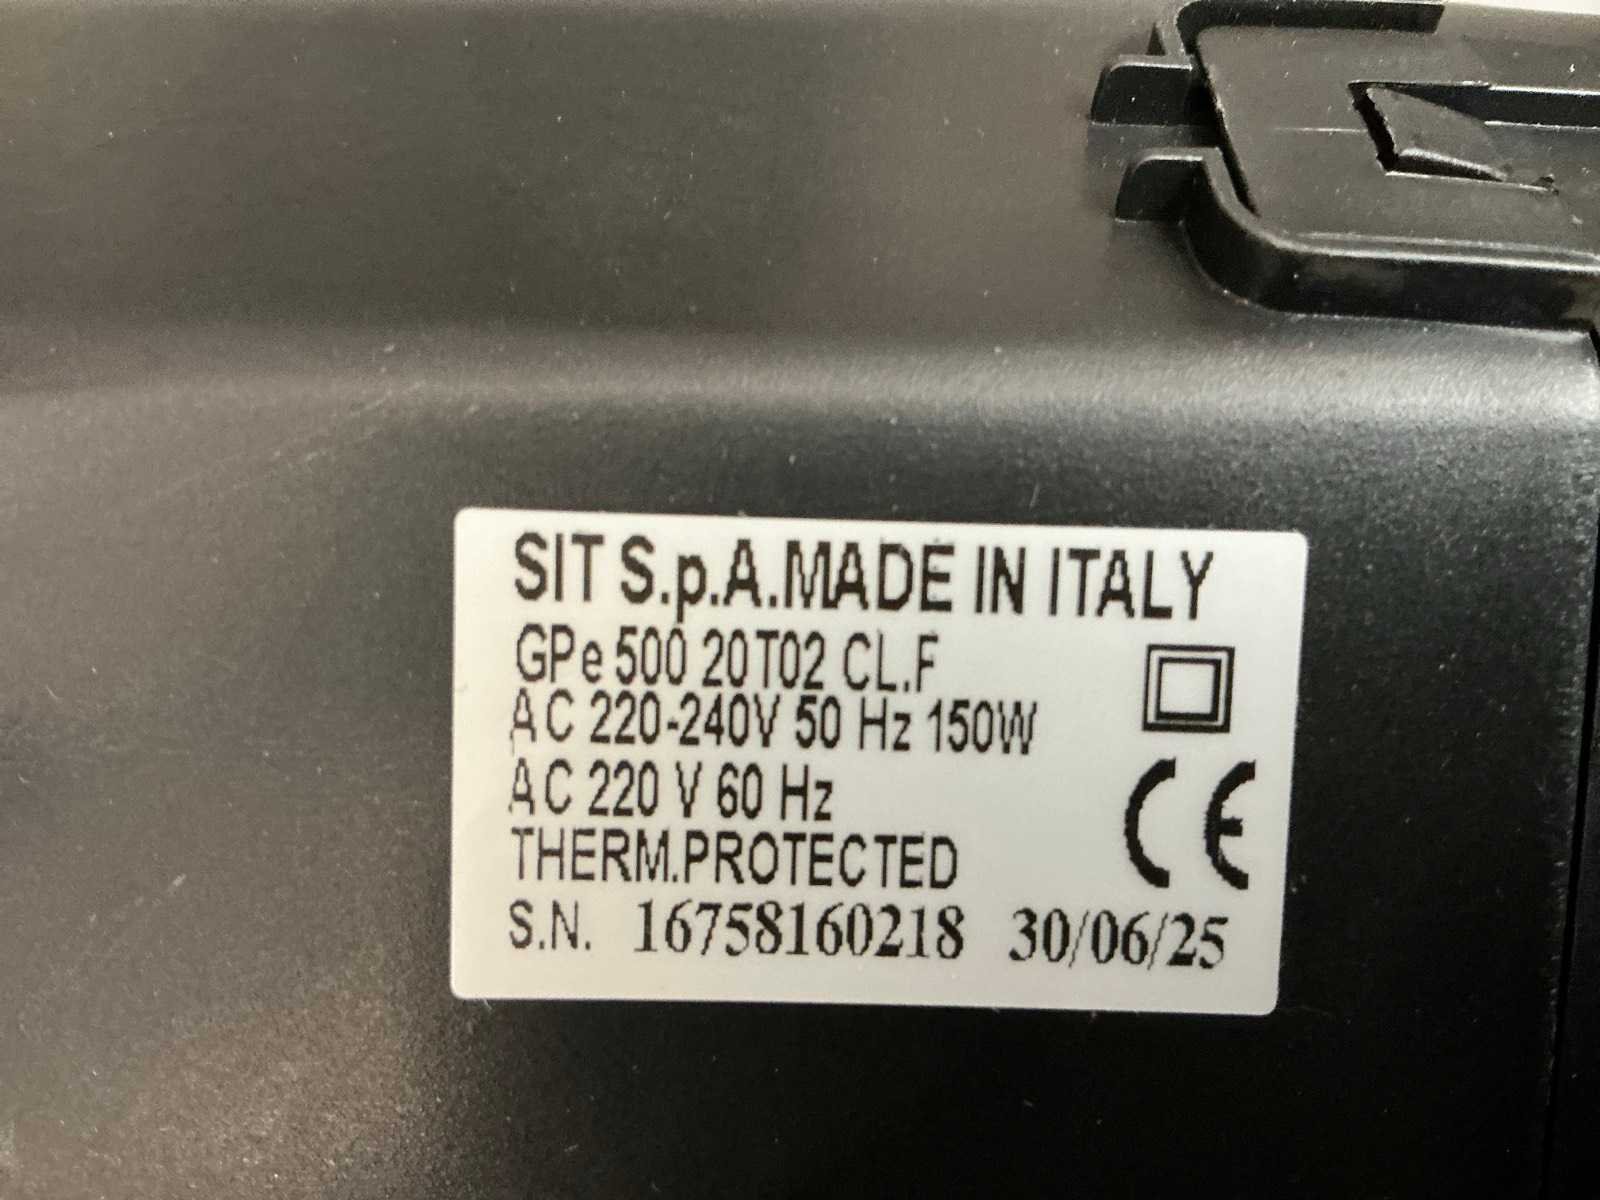 SIT S.p.A.MADE IN ITALY
GPe 500 20T02 CL.F
AC 220-240V 50 Hz 150W
AC 220 V 60 Hz
CE
THERM.PROTECTED
S.N. 16758160218 30/06/25